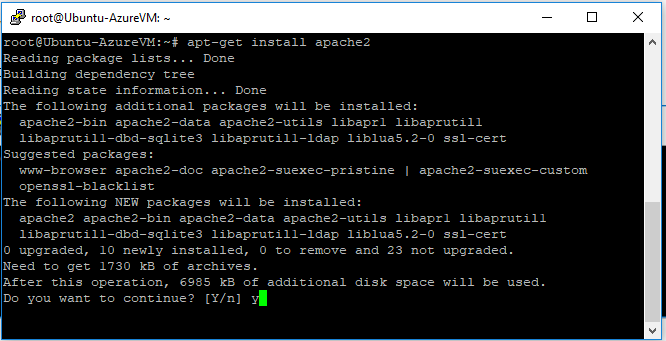 root@Ubuntu-AzureVM: ~
root@Ubuntu-AzureVM:~# apt-get install apache2
Reading package lists... Done
Building dependency tree
Reading state information... Done
The following additional packages will be installed:
  apache2-bin apache2-data apache2-utils libapr1 libaprutil1
  libaprutil1-dbd-sqlite3 libaprutil1-ldap liblua5.2-0 ssl-cert
Suggested packages:
  www-browser apache2-doc apache2-suexec-pristine | apache2-suexec-custom
  openssl-blacklist
The following NEW packages will be installed:
  apache2 apache2-bin apache2-data apache2-utils libapr1 libaprutil1
  libaprutil1-dbd-sqlite3 libaprutil1-ldap liblua5.2-0 ssl-cert
0 upgraded, 10 newly installed, 0 to remove and 23 not upgraded.
Need to get 1730 kB of archives.
After this operation, 6985 kB of additional disk space will be used.
Do you want to continue? [Y/n] y